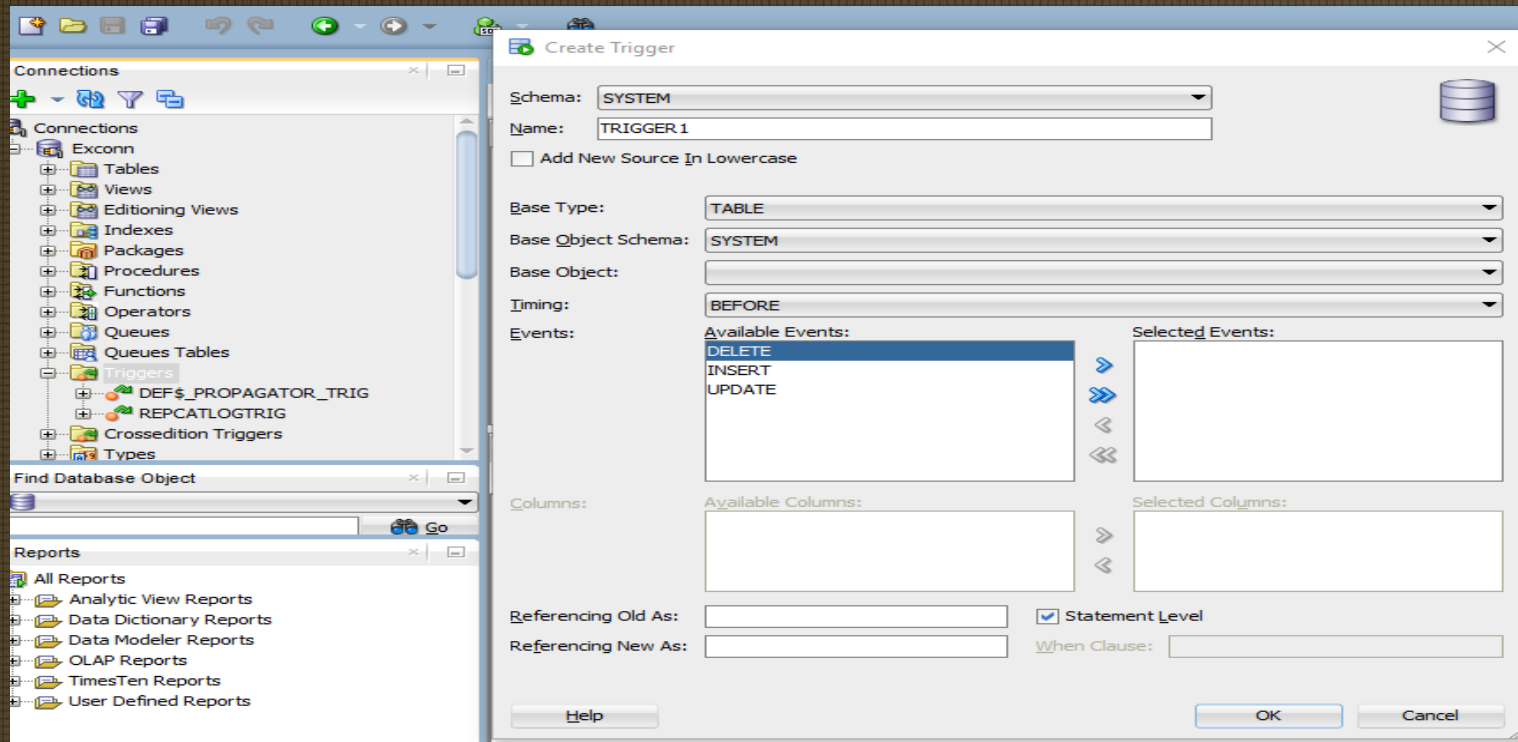 SQL
Connections
Connections
Exconn
Tables
Views
Editioning Views
Indexes
Packages
Procedures
Functions
Operators
Queues
Queues Tables
Triggers
DEF$_PROPAGATOR_TRIG
REPCATLOGTRIG
Crossedition Triggers
Types
Find Database Object
Go
Reports
All Reports
Analytic View Reports
Data Dictionary Reports
Data Modeler Reports
OLAP Reports
TimesTen Reports
User Defined Reports
Create Trigger
Schema: SYSTEM
Name: TRIGGER1
Add New Source In Lowercase
Base Type: TABLE
Base Object Schema: SYSTEM
Base Object:
Timing: BEFORE
Events: Available Events: Selected Events:
DELETE
INSERT
UPDATE
Columns: Available Columns: Selected Columns:
Referencing Old As: Statement Level
Referencing New As: When Clause:
Help OK Cancel